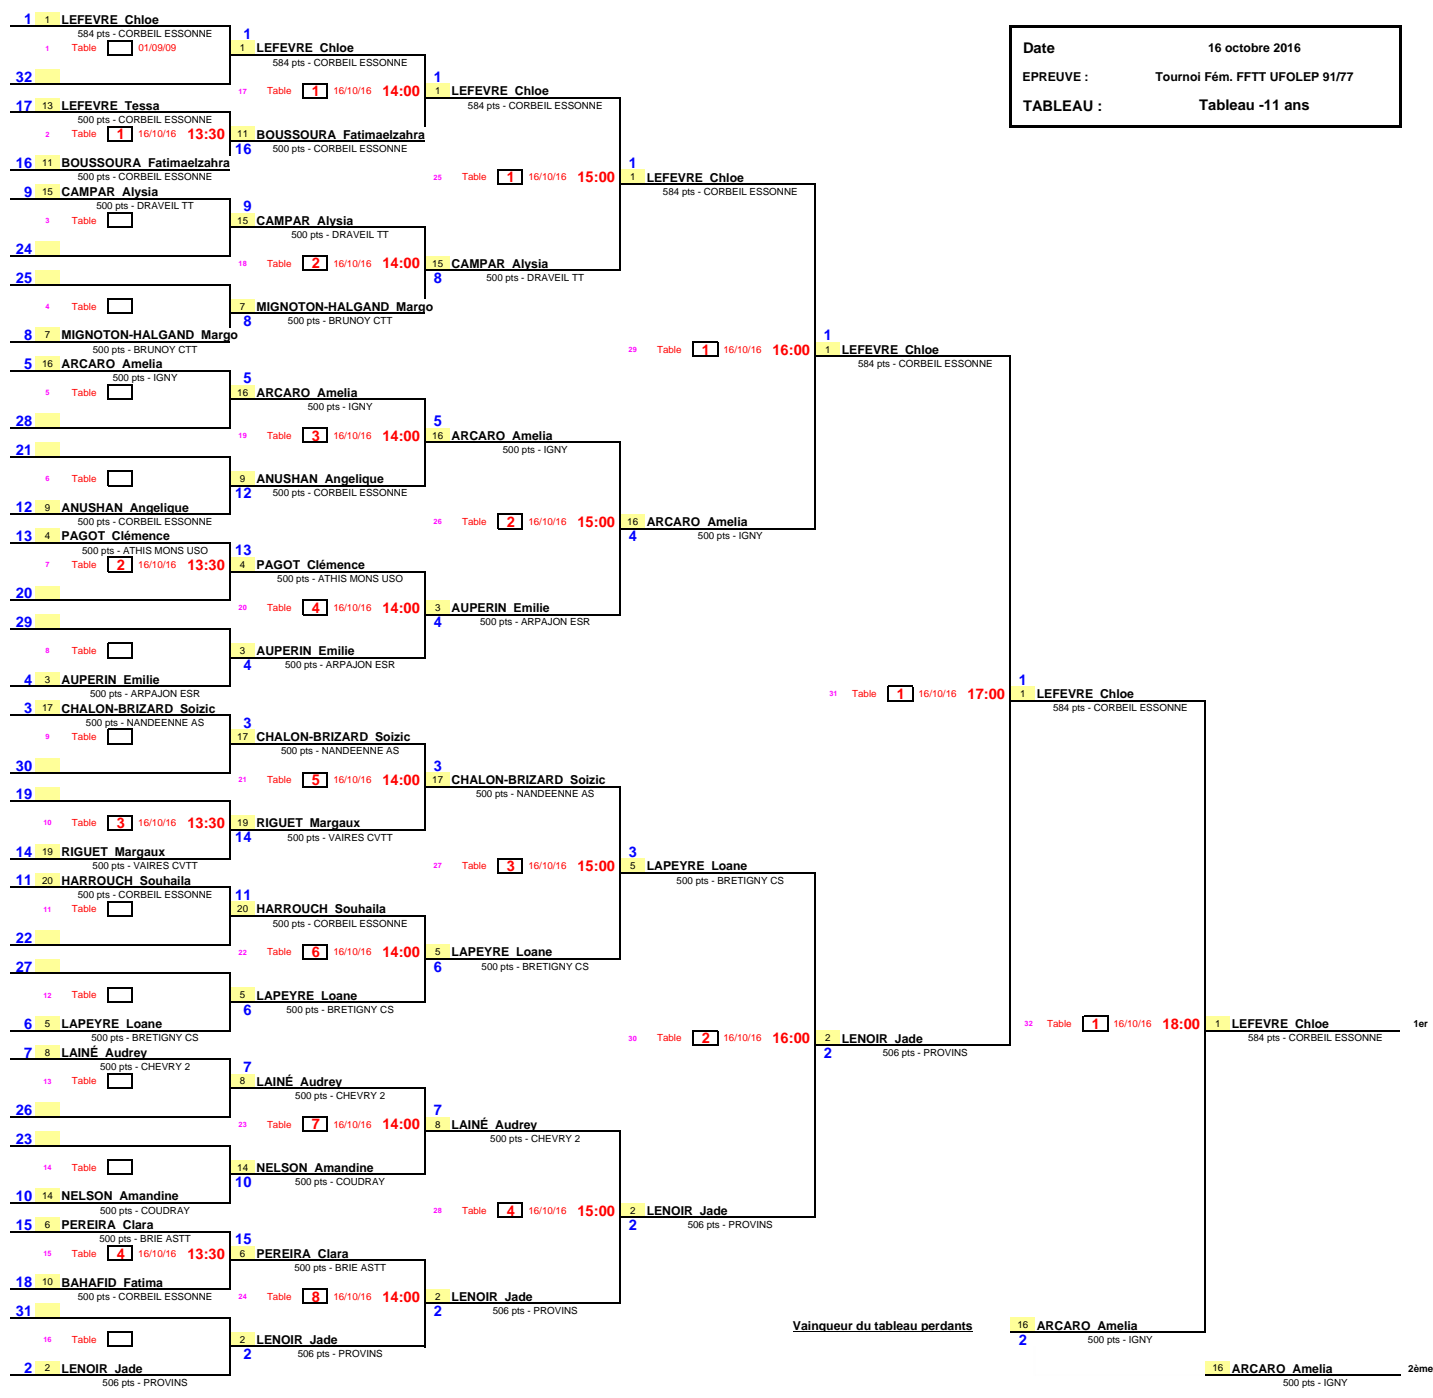 Date 16 octobre 2016
EPREUVE : Tournoi Fém. FFTT UFOLEP 91/77
TABLEAU : Tableau -11 ans
1 1 LEFEVRE Chloe
584 pts - CORBEIL ESSONNE
1 Table 01/09/09
32
17 13 LEFEVRE Tessa
500 pts - CORBEIL ESSONNE
2 Table 1 16/10/16 13:30
16 11 BOUSSOURA Fatimaelzahra
500 pts - CORBEIL ESSONNE
9 15 CAMPAR Alysia
500 pts - DRAVEIL TT
3 Table
24
25
4 Table
8 7 MIGNOTON-HALGAND Margo
500 pts - BRUNOY CTT
5 16 ARCARO Amelia
500 pts - IGNY
5 Table
28
21
6 Table
12 9 ANUSHAN Angelique
500 pts - CORBEIL ESSONNE
13 4 PAGOT Clémence
500 pts - ATHIS MONS USO
7 Table 2 16/10/16 13:30
20
29
8 Table
4 3 AUPERIN Emilie
500 pts - ARPAJON ESR
3 17 CHALON-BRIZARD Soizic
500 pts - NANDEENNE AS
9 Table
30
19
10 Table 3 16/10/16 13:30
14 19 RIGUET Margaux
500 pts - VAIRES CVTT
11 20 HARROUCH Souhaila
500 pts - CORBEIL ESSONNE
11 Table
22
27
12 Table
6 5 LAPEYRE Loane
500 pts - BRETIGNY CS
7 8 LAINÉ Audrey
500 pts - CHEVRY 2
13 Table
26
23
14 Table
10 14 NELSON Amandine
500 pts - COUDRAY
15 6 PEREIRA Clara
500 pts - BRIE ASTT
15 Table 4 16/10/16 13:30
18 10 BAHAFID Fatima
500 pts - CORBEIL ESSONNE
31
16 Table
2 2 LENOIR Jade
506 pts - PROVINS
1
1 LEFEVRE Chloe
584 pts - CORBEIL ESSONNE
17 Table 1 16/10/16 14:00
11 BOUSSOURA Fatimaelzahra
16 500 pts - CORBEIL ESSONNE
9
15 CAMPAR Alysia
500 pts - DRAVEIL TT
18 Table 2 16/10/16 14:00
7 MIGNOTON-HALGAND Margo
8 500 pts - BRUNOY CTT
5
16 ARCARO Amelia
500 pts - IGNY
19 Table 3 16/10/16 14:00
9 ANUSHAN Angelique
12 500 pts - CORBEIL ESSONNE
13
4 PAGOT Clémence
500 pts - ATHIS MONS USO
20 Table 4 16/10/16 14:00
3 AUPERIN Emilie
4 500 pts - ARPAJON ESR
3
17 CHALON-BRIZARD Soizic
500 pts - NANDEENNE AS
21 Table 5 16/10/16 14:00
19 RIGUET Margaux
14 500 pts - VAIRES CVTT
11
20 HARROUCH Souhaila
500 pts - CORBEIL ESSONNE
22 Table 6 16/10/16 14:00
5 LAPEYRE Loane
6 500 pts - BRETIGNY CS
7
8 LAINÉ Audrey
500 pts - CHEVRY 2
23 Table 7 16/10/16 14:00
14 NELSON Amandine
10 500 pts - COUDRAY
15
6 PEREIRA Clara
500 pts - BRIE ASTT
24 Table 8 16/10/16 14:00
2 LENOIR Jade
2 506 pts - PROVINS
1
1 LEFEVRE Chloe
584 pts - CORBEIL ESSONNE
25 Table 1 16/10/16 15:00
15 CAMPAR Alysia
8 500 pts - DRAVEIL TT
5
16 ARCARO Amelia
500 pts - IGNY
26 Table 2 16/10/16 15:00
3 AUPERIN Emilie
4 500 pts - ARPAJON ESR
3
17 CHALON-BRIZARD Soizic
500 pts - NANDEENNE AS
27 Table 3 16/10/16 15:00
5 LAPEYRE Loane
6 500 pts - BRETIGNY CS
7
8 LAINÉ Audrey
500 pts - CHEVRY 2
28 Table 4 16/10/16 15:00
2 LENOIR Jade
2 506 pts - PROVINS
1
1 LEFEVRE Chloe
584 pts - CORBEIL ESSONNE
29 Table 1 16/10/16 16:00
16 ARCARO Amelia
4 500 pts - IGNY
3
5 LAPEYRE Loane
500 pts - BRETIGNY CS
30 Table 2 16/10/16 16:00
2 LENOIR Jade
2 506 pts - PROVINS
1
1 LEFEVRE Chloe
584 pts - CORBEIL ESSONNE
31 Table 1 16/10/16 17:00
2 LENOIR Jade
2 506 pts - PROVINS
1
1 LEFEVRE Chloe
584 pts - CORBEIL ESSONNE
32 Table 1 16/10/16 18:00
Vainqueur du tableau perdants 16 ARCARO Amelia
2 500 pts - IGNY
1 LEFEVRE Chloe 1er
584 pts - CORBEIL ESSONNE
16 ARCARO Amelia 2ème
500 pts - IGNY